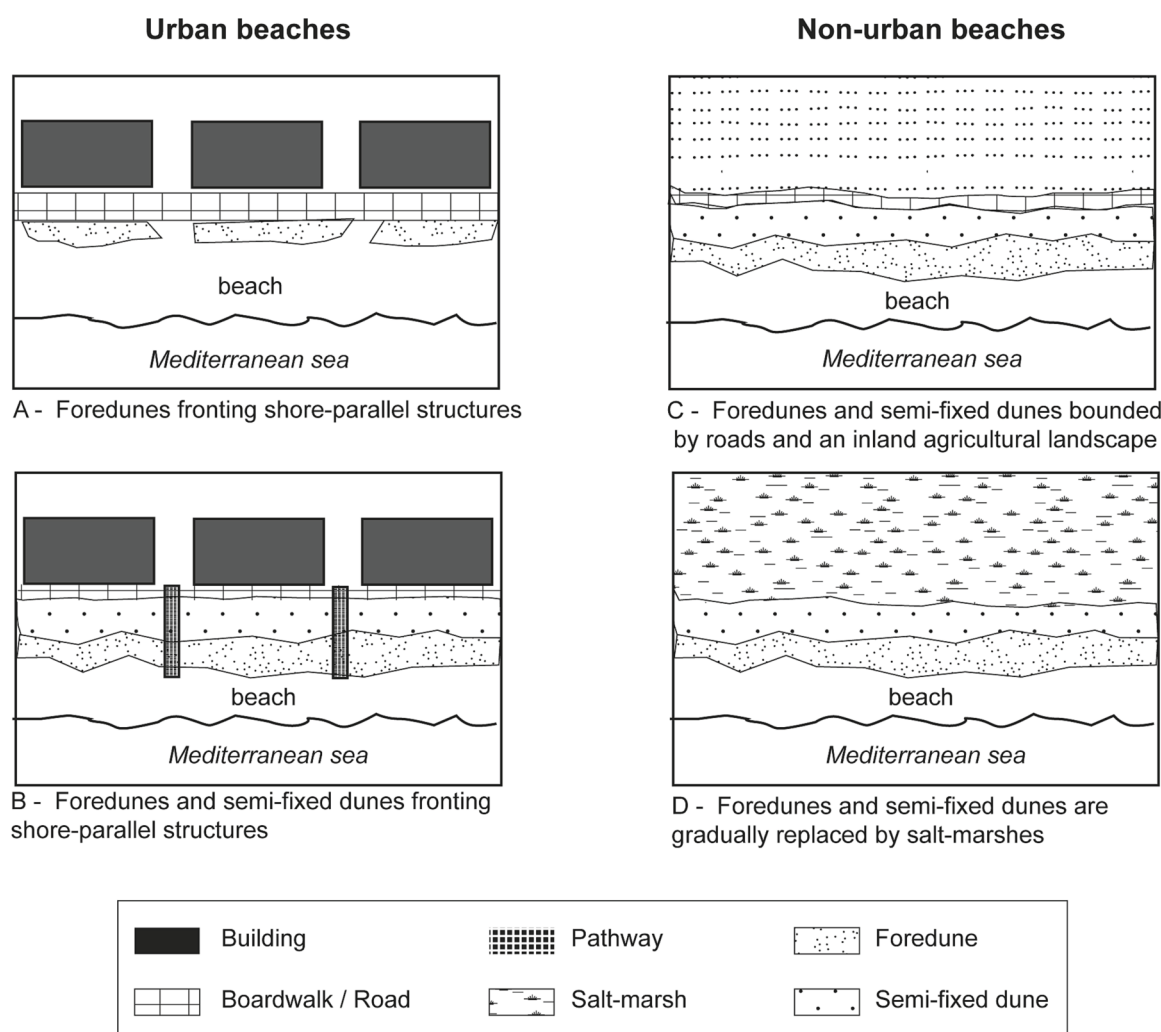 Urban beaches
Non-urban beaches
beach
Mediterranean sea
A - Foredunes fronting shore-parallel structures
beach
Mediterranean sea
C - Foredunes and semi-fixed dunes bounded
by roads and an inland agricultural landscape
beach
Mediterranean sea
B - Foredunes and semi-fixed dunes fronting
shore-parallel structures
beach
Mediterranean sea
D - Foredunes and semi-fixed dunes are
gradually replaced by salt-marshes
Building
Pathway
Foredune
Boardwalk / Road
Salt-marsh
Semi-fixed dune